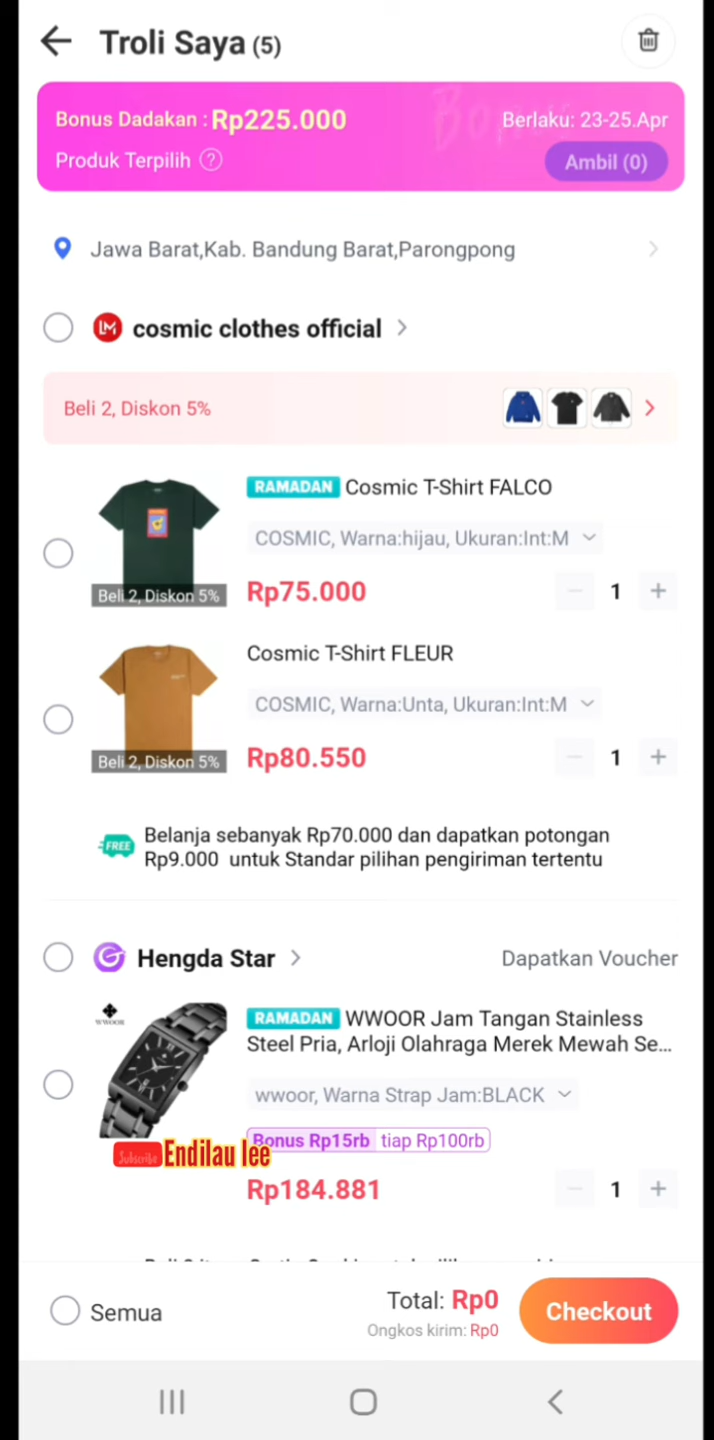 Troli Saya (5)
Bonus Dadakan : Rp225.000
Berlaku: 23-25.Apr
Produk Terpilih ?
Ambil (0)
Jawa Barat,Kab. Bandung Barat,Parongpong
cosmic clothes official
Beli 2, Diskon 5%
RAMADAN Cosmic T-Shirt FALCO
COSMIC, Warna:hijau, Ukuran:Int:M
Beli 2, Diskon 5%
Rp75.000
1
Cosmic T-Shirt FLEUR
COSMIC, Warna:Unta, Ukuran:Int:M
Beli 2, Diskon 5%
Rp80.550
1
FREE
Belanja sebanyak Rp70.000 dan dapatkan potongan
Rp9.000 untuk Standar pilihan pengiriman tertentu
Hengda Star
Dapatkan Voucher
WWOOR
RAMADAN WWOOR Jam Tangan Stainless
Steel Pria, Arloji Olahraga Merek Mewah Se...
wwoor, Warna Strap Jam:BLACK
Bonus Rp15rb tiap Rp100rb
Subscribe Endilau lee
Rp184.881
1
Semua
Total: Rp0
Ongkos kirim: Rp0
Checkout